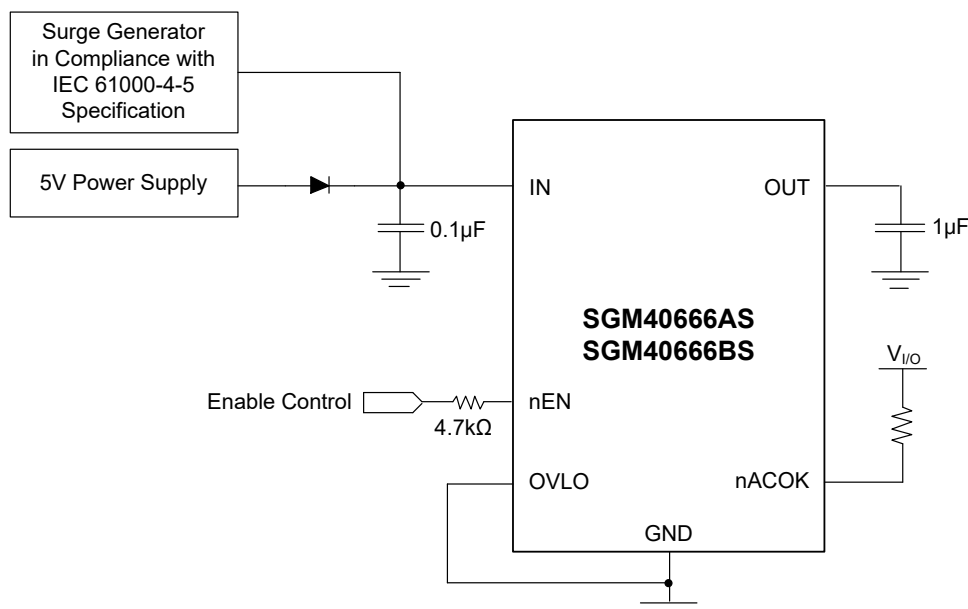 Surge Generator
in Compliance with
IEC 61000-4-5
Specification
5V Power Supply
IN
OUT
0.1µF
1µF
SGM40666AS
SGM40666BS
VI/O
Enable Control
nEN
4.7kΩ
OVLO
nACOK
GND